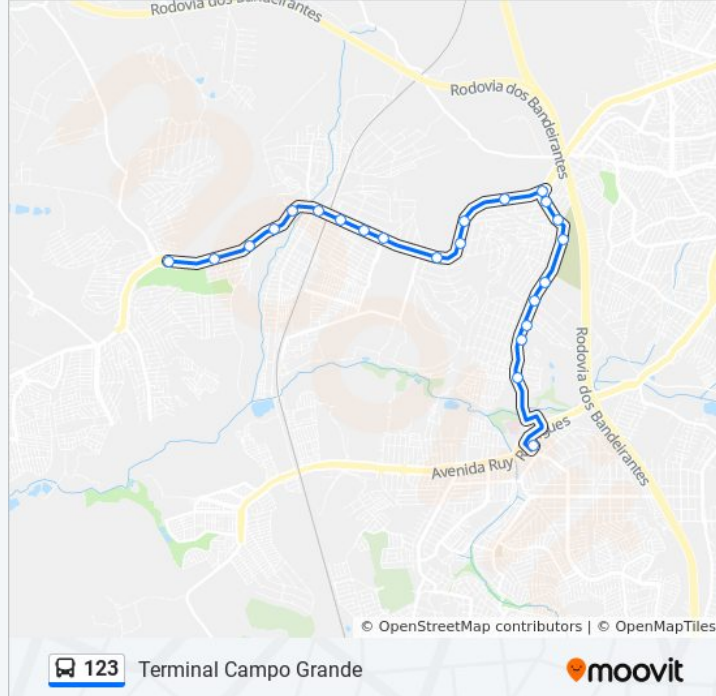 Rodovia dos Bandeirantes
Rodovia dos Bandeirantes
Rodovia dos Bandeirantes
Avenida Ruy Rodrigues
© OpenStreetMap contributors | © OpenMapTiles
123 Terminal Campo Grande
moovit